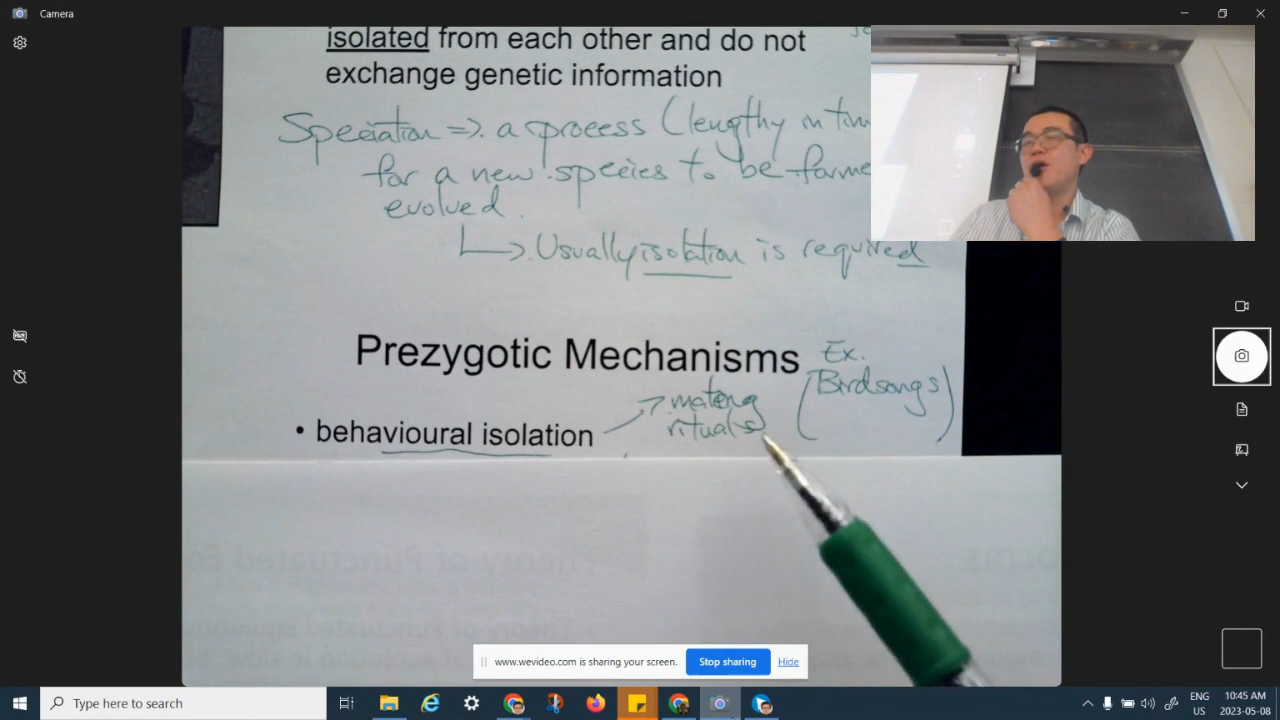 Camera
isolated from each other and do not
exchange genetic information
Speciation => a process (lengthy in tim
for a new species to be forme
evolved.
Usually isolation is required
Prezygotic Mechanisms
Ex.
(Birdsongs)
• behavioural isolation
mating
rituals
Theory of Punctuated Eq
www.wevideo.com is sharing your screen.
Stop sharing
Hide
Type here to search
ENG
US
10:45 AM
2023-05-08